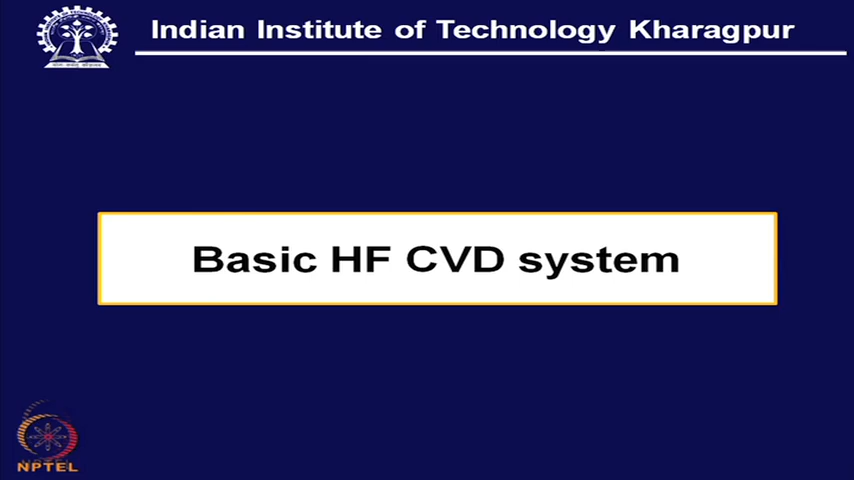 Indian Institute of Technology Kharagpur
Basic HF CVD system
NPTEL